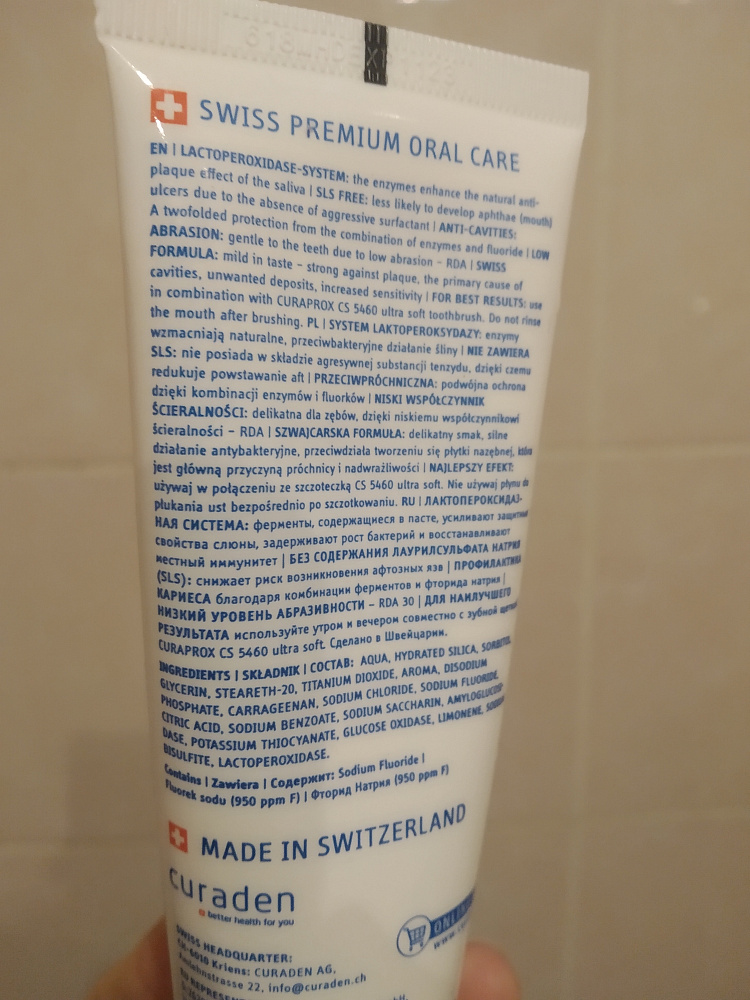 SWISS PREMIUM ORAL CARE
EN | LACTOPEROXIDASE-SYSTEM: the enzymes enhance the natural anti-
plaque effect of the saliva | SLS FREE: less likely to develop aphthae (mouth)
ulcers due to the absence of aggressive surfactant | ANTI-CAVITIES:
A twofolded protection from the combination of enzymes and fluoride | LOW
ABRASION: gentle to the teeth due to low abrasion – RDA | SWISS
FORMULA: mild in taste – strong against plaque, the primary cause of
cavities, unwanted deposits, increased sensitivity | FOR BEST RESULTS: use
in combination with CURAPROX CS 5460 ultra soft toothbrush. Do not rinse
the mouth after brushing. PL | SYSTEM LAKTOPEROKSYDAZY: enzymy
wzmacniają naturalne, przeciwbakteryjne działanie śliny | NIE ZAWIERA
SLS: nie posiada w składzie agresywnej substancji tenzydu, dzięki czemu
redukuje powstawanie aft | PRZECIWPRÓCHNICZNA: podwójna ochrona
dzięki kombinacji enzymów i fluorków | NISKI WSPÓŁCZYNNIK
ŚCIERALNOŚCI: delikatna dla zębów, dzięki niskiemu współczynnikowi
ścieralności – RDA | SZWAJCARSKA FORMUŁA: delikatny smak, silne
działanie antybakteryjne, przeciwdziała tworzeniu się płytki nazębnej, która
jest główną przyczyną próchnicy i nadwrażliwości | NAJLEPSZY EFEKT:
używaj w połączeniu ze szczoteczką CS 5460 ultra soft. Nie używaj płynu do
płukania ust bezpośrednio po szczotkowaniu. RU | ЛАКТОПЕРОКСИДАЗ-
НАЯ СИСТЕМА: ферменты, содержащиеся в пасте, усиливают защитные
свойства слюны, задерживают рост бактерий и восстанавливают
местный иммунитет | БЕЗ СОДЕРЖАНИЯ ЛАУРИЛСУЛЬФАТА НАТРИЯ
(SLS): снижает риск возникновения афтозных язв | ПРОФИЛАКТИКА
КАРИЕСА благодаря комбинации ферментов и фторида натрия |
НИЗКИЙ УРОВЕНЬ АБРАЗИВНОСТИ – RDA 30 | ДЛЯ НАИЛУЧШЕГО
РЕЗУЛЬТАТА используйте утром и вечером совместно с зубной щеткой
CURAPROX CS 5460 ultra soft. Сделано в Швейцарии.
INGREDIENTS | SKŁADNIK | СОСТАВ: AQUA, HYDRATED SILICA, SORBITOL,
GLYCERIN, STEARETH-20, TITANIUM DIOXIDE, AROMA, DISODIUM
PHOSPHATE, CARRAGEENAN, SODIUM CHLORIDE, SODIUM FLUORIDE,
CITRIC ACID, SODIUM BENZOATE, SODIUM SACCHARIN, AMYLOGLUCOSI-
DASE, POTASSIUM THIOCYANATE, GLUCOSE OXIDASE, LIMONENE, SODIUM
BISULFITE, LACTOPEROXIDASE.
Contains | Zawiera | Содержит: Sodium Fluoride |
Fluorek sodu (950 ppm F) | Фторид Натрия (950 ppm F)
MADE IN SWITZERLAND
curaden
better health for you
SWISS HEADQUARTER:
CH-6010 Kriens: CURADEN AG,
22, info@curaden.ch